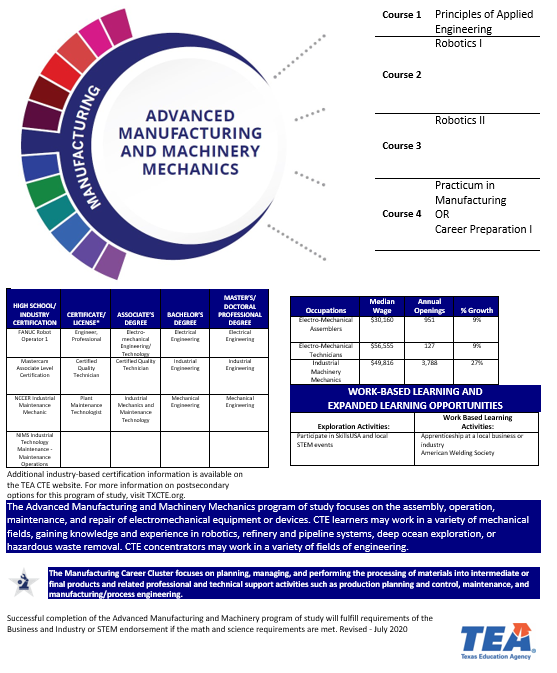 Course 1 Principles of Applied
Engineering
Robotics I
Course 2
Robotics II
Course 3
Practicum in
Manufacturing
Course 4 OR
Career Preparation I
MANUFACTURING
ADVANCED
MANUFACTURING
AND MACHINERY
MECHANICS
HIGH SCHOOL/
INDUSTRY
CERTIFICATION
CERTIFICATE/
LICENSE*
ASSOCIATE'S
DEGREE
BACHELOR'S
DEGREE
MASTER'S/
DOCTORAL
PROFESSIONAL
DEGREE
FANUC Robot
Operator 1
Engineer,
Professional
Electro-
mechanical
Engineering/
Technology
Electrical
Engineering
Electrical
Engineering
Mastercam
Associate Level
Certification
Certified
Quality
Technician
Certified Quality
Technician
Industrial
Engineering
Industrial
Engineering
NCCER Industrial
Maintenance
Mechanic
Plant
Maintenance
Technologist
Industrial
Mechanics and
Maintenance
Technology
Mechanical
Engineering
Mechanical
Engineering
NIMS Industrial
Technology
Maintenance -
Maintenance
Operations
Occupations Median Wage Annual Openings % Growth
Electro-Mechanical
Assemblers
$30,160 951 9%
Electro-Mechanical
Technicians
$56,555 127 9%
Industrial
Machinery
Mechanics
$49,816 3,788 27%
WORK-BASED LEARNING AND
EXPANDED LEARNING OPPORTUNITIES
Exploration Activities:
Work Based Learning
Activities:
Participate in SkillsUSA and local
STEM events
Apprenticeship at a local business or
industry
American Welding Society
Additional industry-based certification information is available on
the TEA CTE website. For more information on postsecondary
options for this program of study, visit TXCTE.org.
The Advanced Manufacturing and Machinery Mechanics program of study focuses on the assembly, operation,
maintenance, and repair of electromechanical equipment or devices. CTE learners may work in a variety of mechanical
fields, gaining knowledge and experience in robotics, refinery and pipeline systems, deep ocean exploration, or
hazardous waste removal. CTE concentrators may work in a variety of fields of engineering.
The Manufacturing Career Cluster focuses on planning, managing, and performing the processing of materials into intermediate or
final products and related professional and technical support activities such as production planning and control, maintenance, and
manufacturing/process engineering.
Successful completion of the Advanced Manufacturing and Machinery program of study will fulfill requirements of the
Business and Industry or STEM endorsement if the math and science requirements are met. Revised - July 2020
TEA
Texas Education Agency